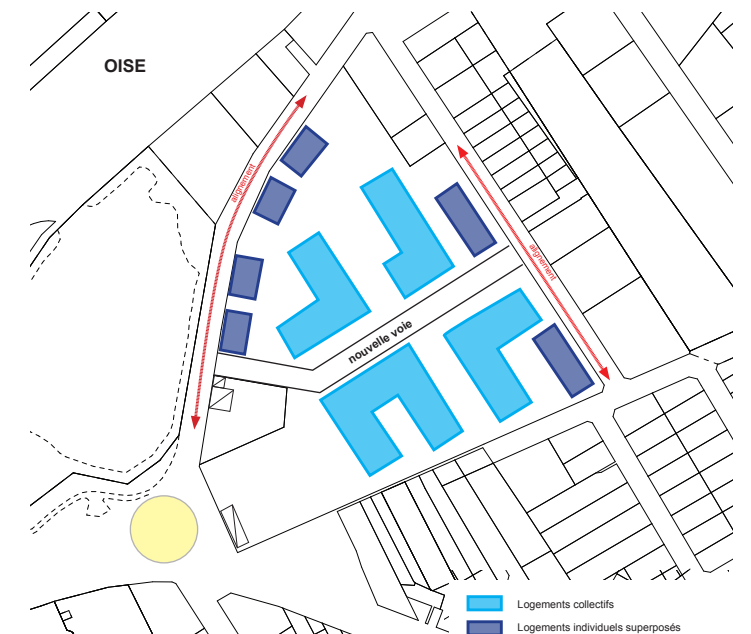 OISE
alignement
alignement
nouvelle voie
Logements collectifs
Logements individuels superposés